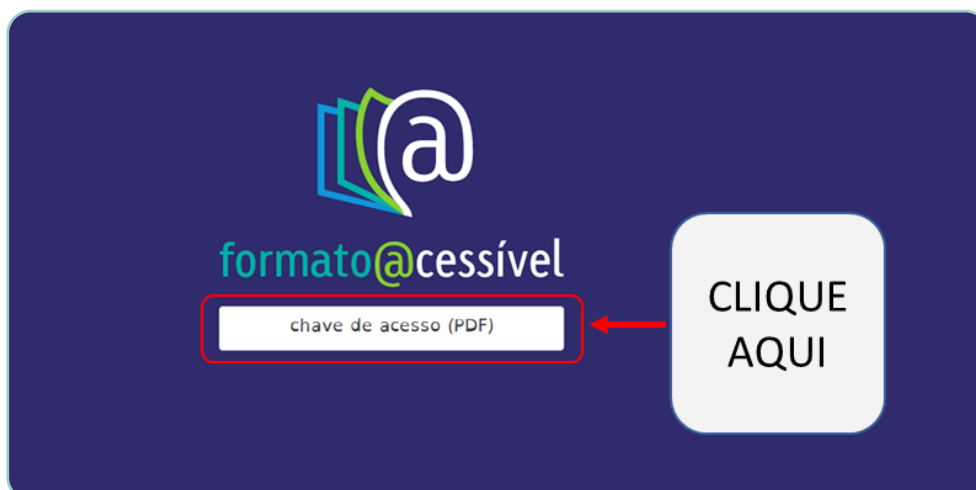 @
formato@cessível
chave de acesso (PDF)
CLIQUE
AQUI